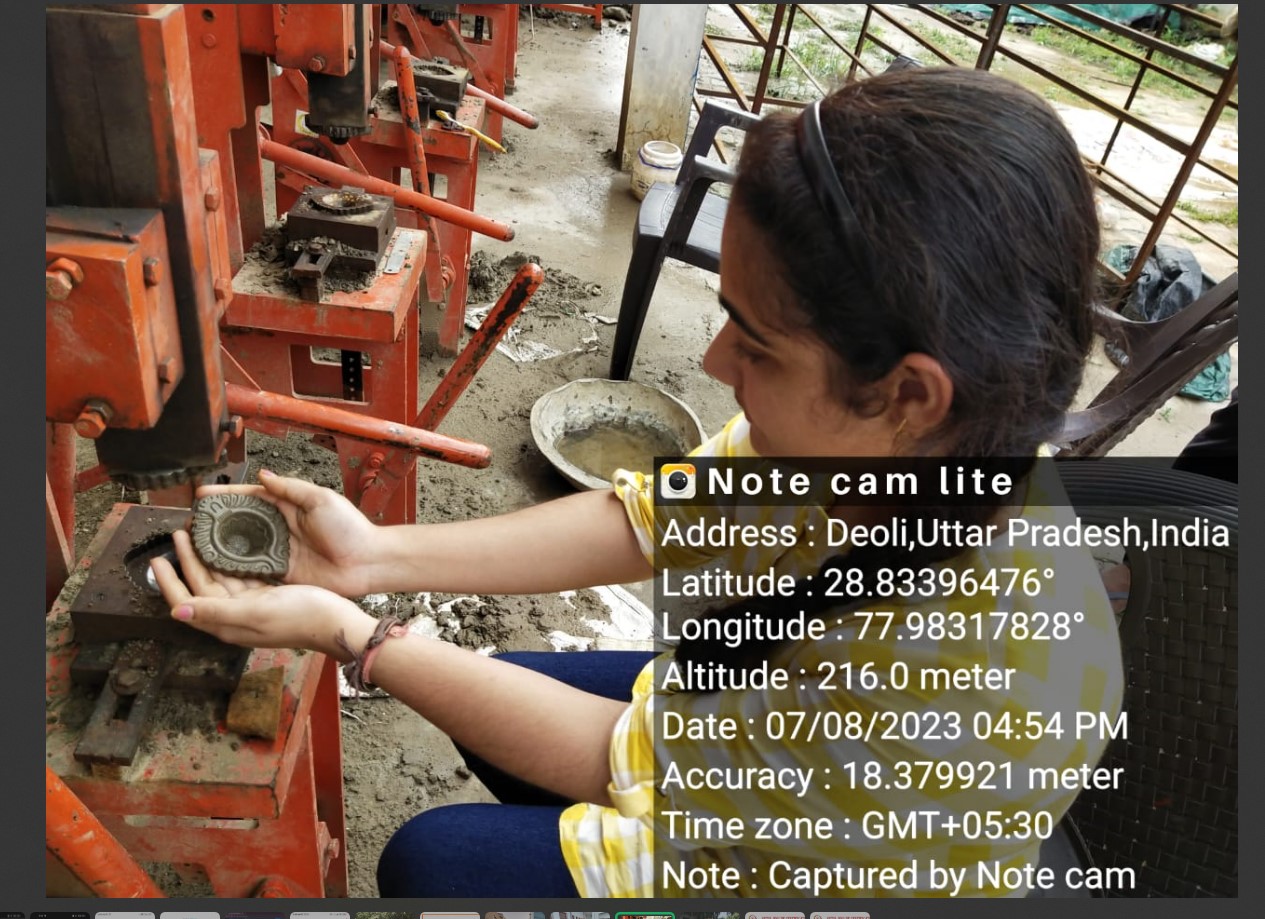 Note cam lite
Address : Deoli,Uttar Pradesh,India
Latitude : 28.83396476°
Longitude : 77.98317828°
Altitude : 216.0 meter
Date : 07/08/2023 04:54 PM
Accuracy : 18.379921 meter
Time zone : GMT+05:30
Note : Captured by Note cam